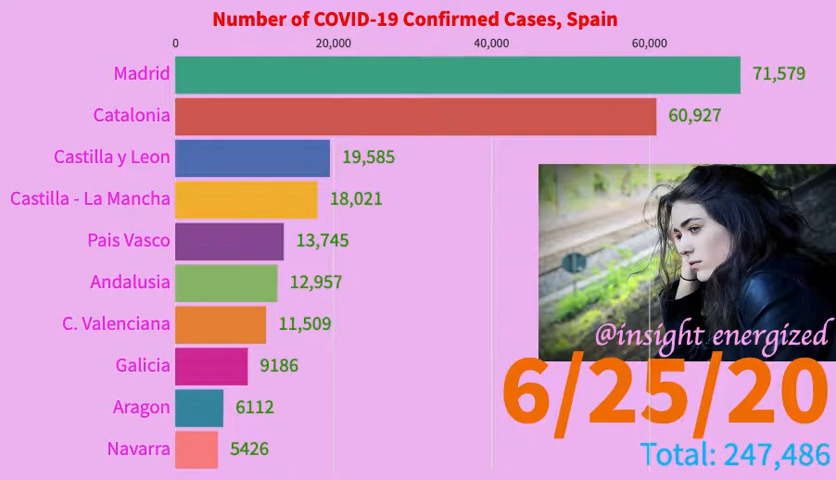 Number of COVID-19 Confirmed Cases, Spain
0 20,000 40,000 60,000
Madrid 71,579
Catalonia 60,927
Castilla y Leon 19,585
Castilla - La Mancha 18,021
Pais Vasco 13,745
Andalusia 12,957
C. Valenciana 11,509
Galicia 9186
Aragon 6112
Navarra 5426
@insight energized
6/25/20
Total: 247,486